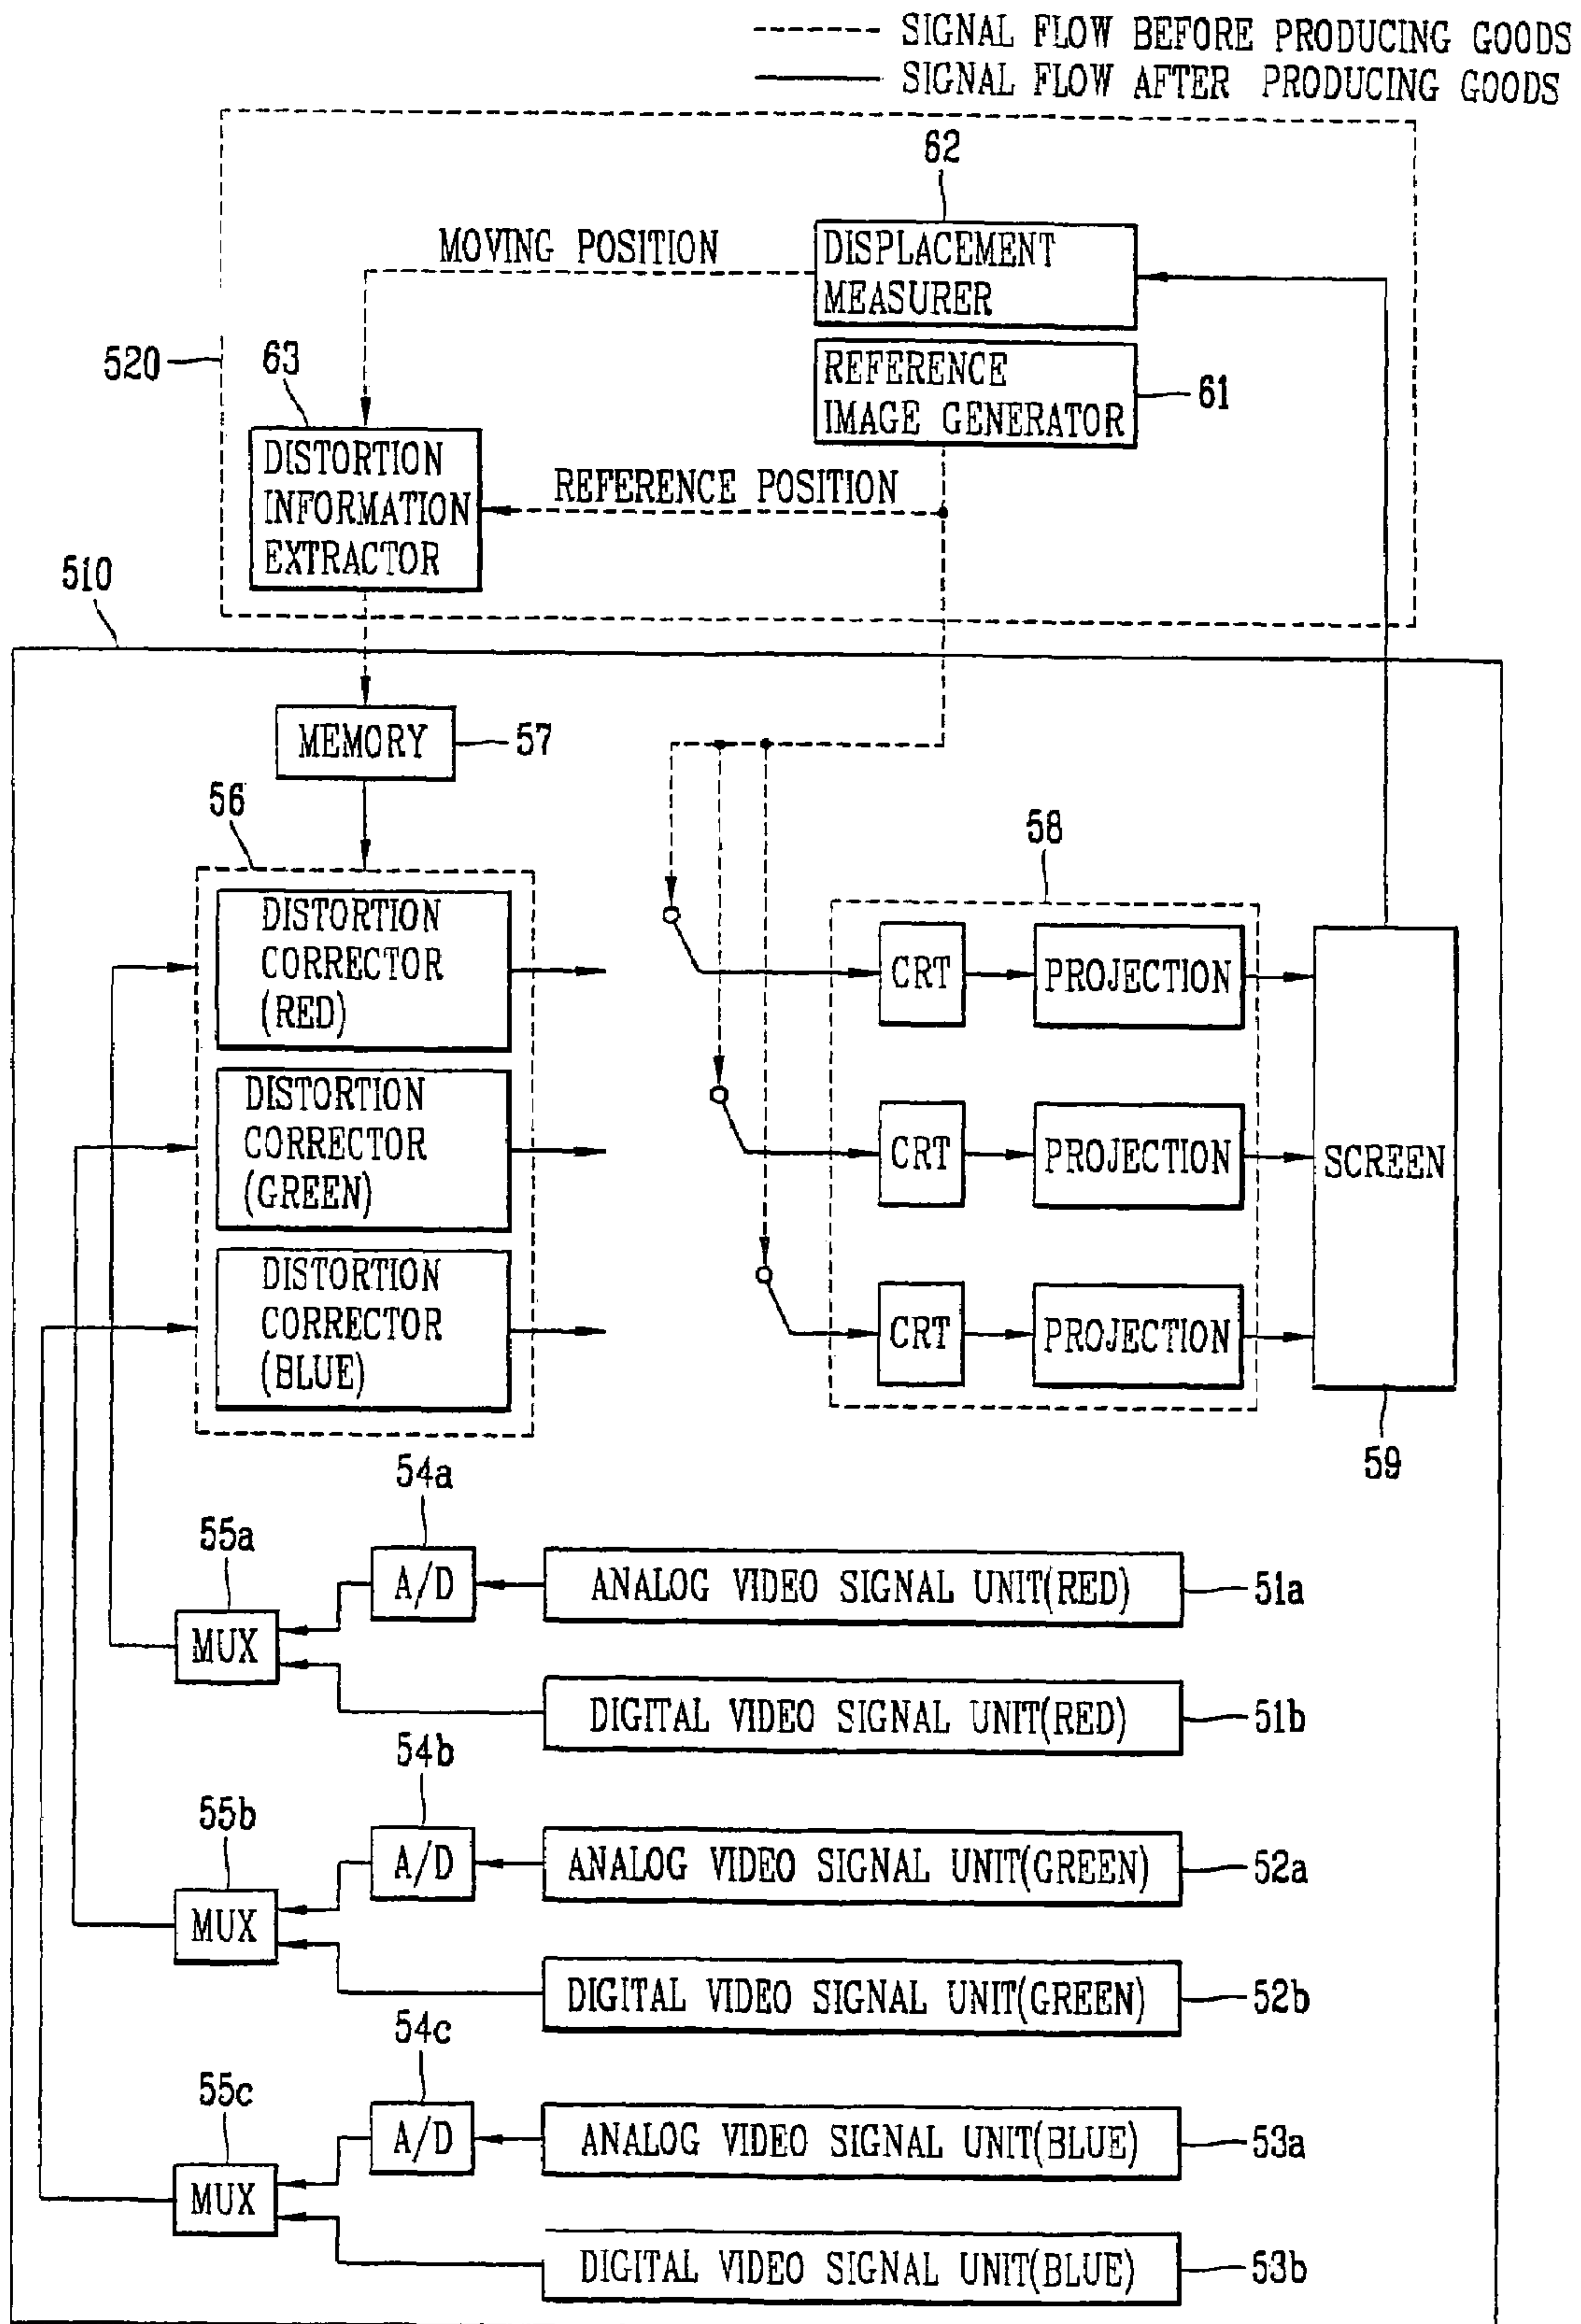 SIGNAL FLOW BEFORE PRODUCING GOODS
SIGNAL FLOW AFTER PRODUCING GOODS
62
MOVING POSITION
DISPLACEMENT
MEASURER
520
63
REFERENCE
IMAGE GENERATOR
61
DISTORTION
INFORMATION
EXTRACTOR
REFERENCE POSITION
510
MEMORY
57
56
58
DISTORTION
CORRECTOR
(RED)
CRT
PROJECTION
DISTORTION
CORRECTOR
(GREEN)
CRT
PROJECTION
SCREEN
DISTORTION
CORRECTOR
(BLUE)
CRT
PROJECTION
59
54a
55a
A/D
ANALOG VIDEO SIGNAL UNIT(RED)
51a
MUX
DIGITAL VIDEO SIGNAL UNIT(RED)
51b
54b
55b
A/D
ANALOG VIDEO SIGNAL UNIT(GREEN)
52a
MUX
DIGITAL VIDEO SIGNAL UNIT(GREEN)
52b
54c
55c
A/D
ANALOG VIDEO SIGNAL UNIT(BLUE)
53a
MUX
DIGITAL VIDEO SIGNAL UNIT(BLUE)
53b